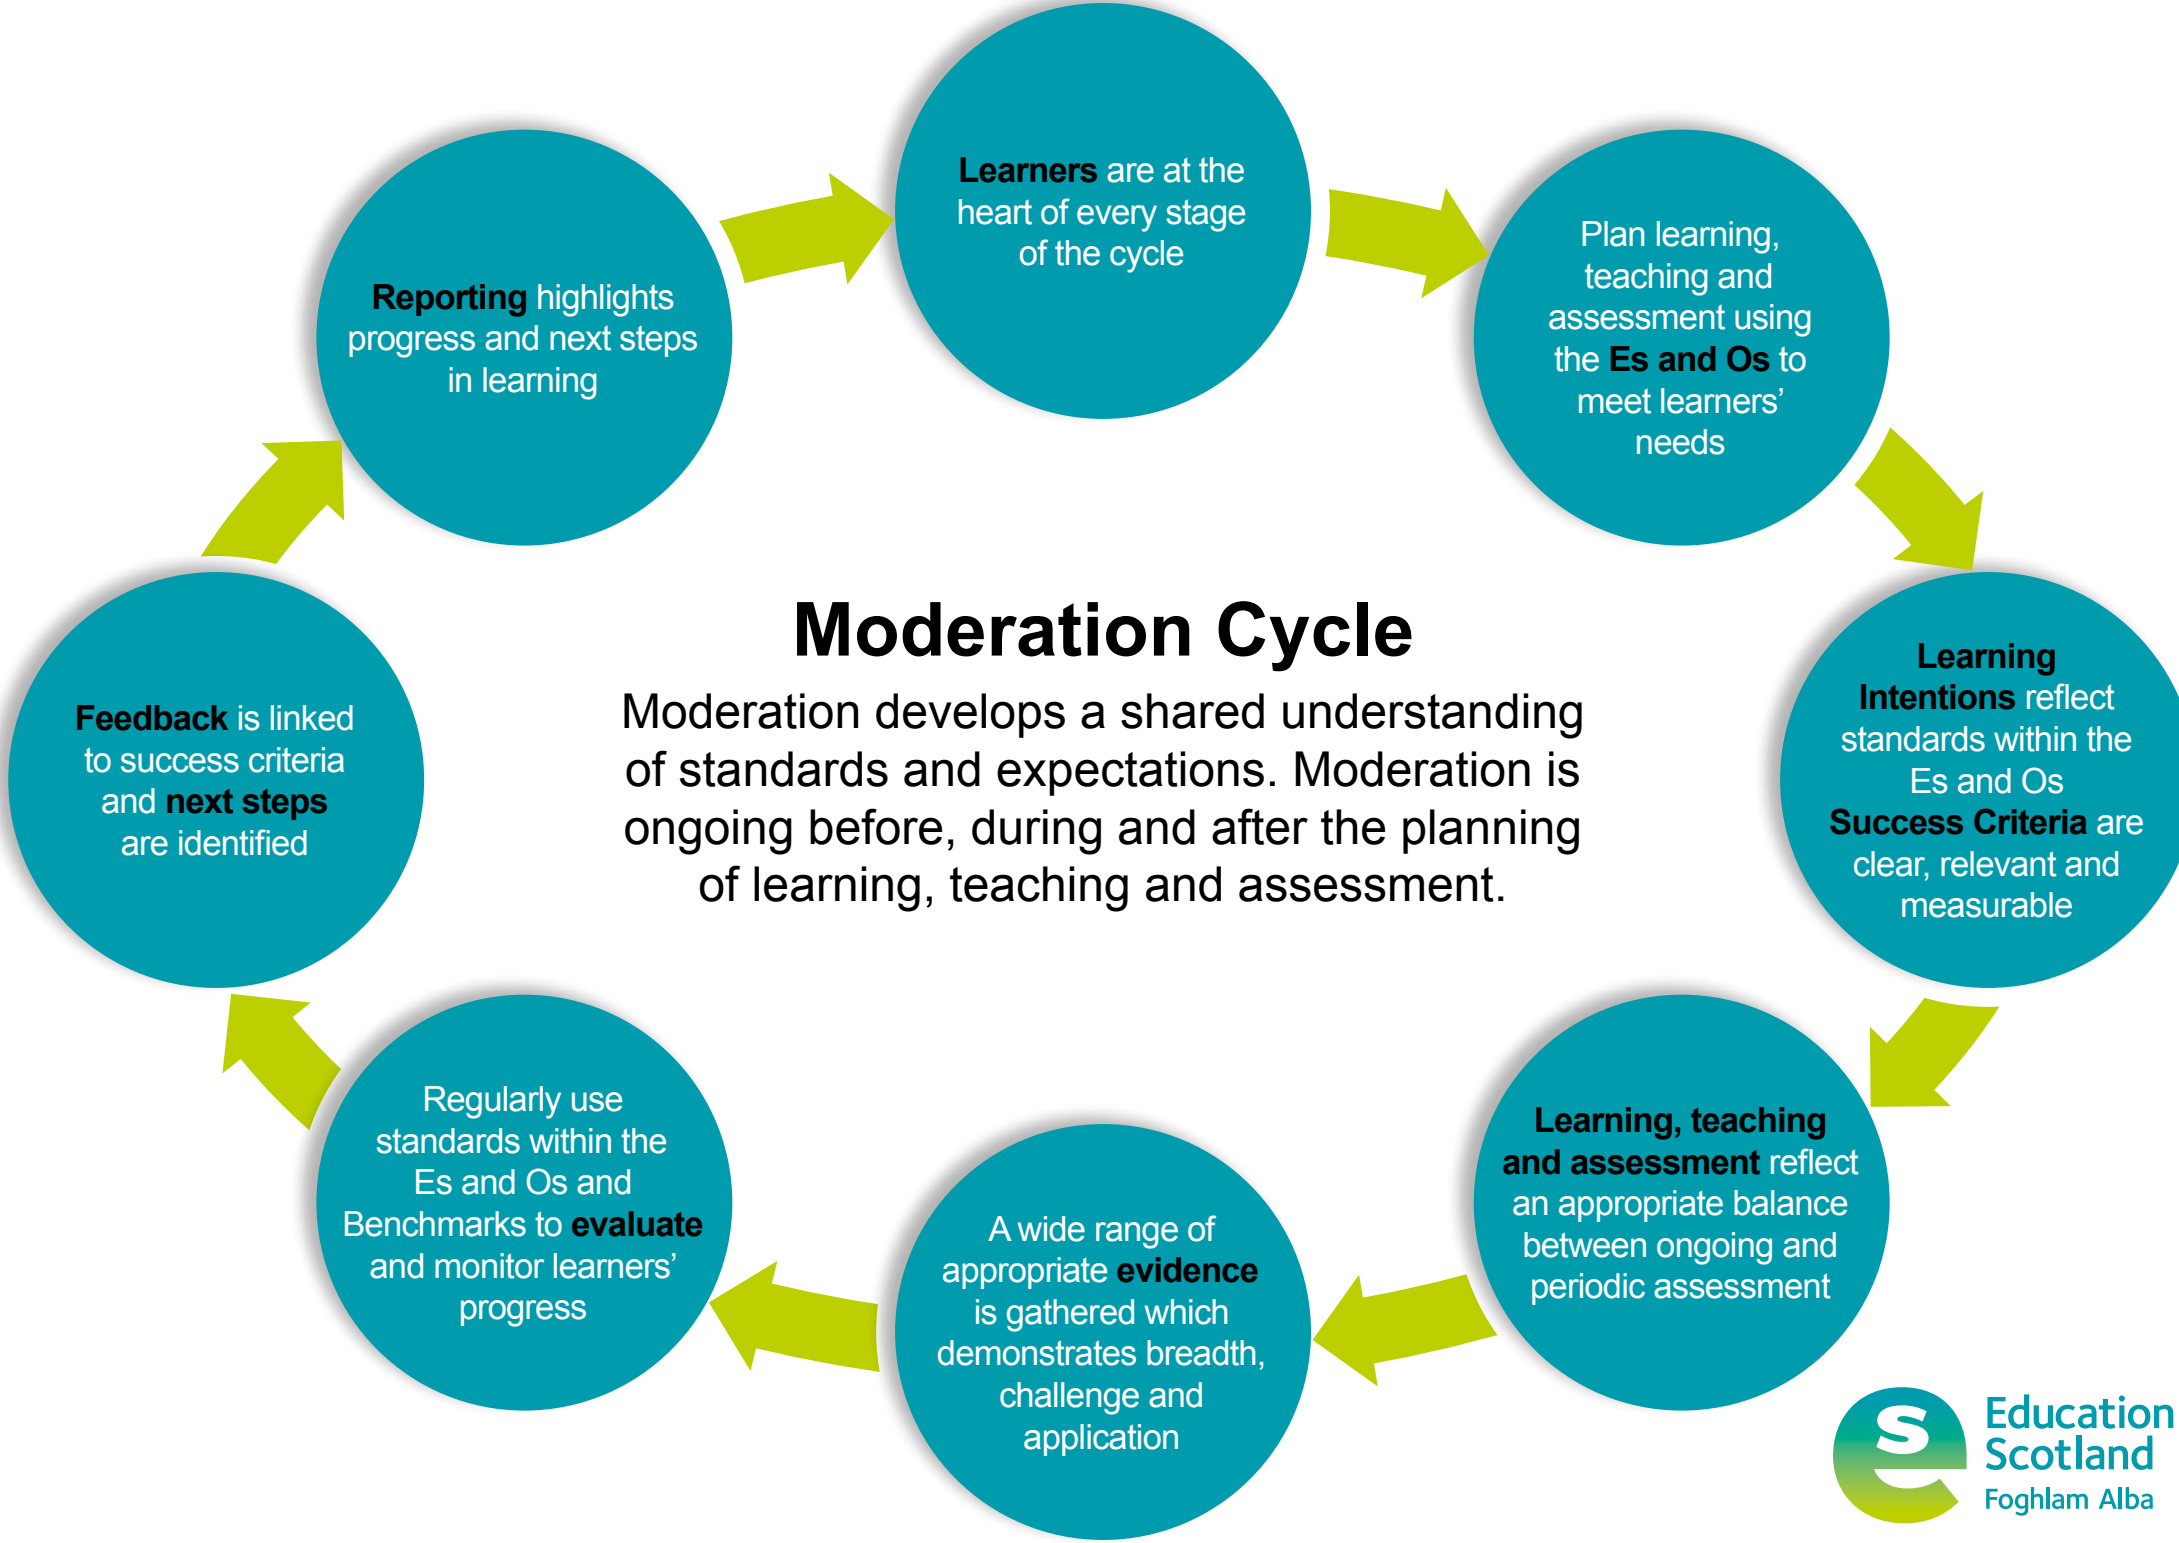 Learners are at the
heart of every stage
of the cycle
Plan learning,
teaching and
assessment using
the Es and Os to
meet learners’
needs
Learning
Intentions reflect
standards within the
Es and Os
Success Criteria are
clear, relevant and
measurable
Learning, teaching
and assessment reflect
an appropriate balance
between ongoing and
periodic assessment
A wide range of
appropriate evidence
is gathered which
demonstrates breadth,
challenge and
application
Regularly use
standards within the
Es and Os and
Benchmarks to evaluate
and monitor learners’
progress
Feedback is linked
to success criteria
and next steps
are identified
Reporting highlights
progress and next steps
in learning
Moderation Cycle
Moderation develops a shared understanding
of standards and expectations. Moderation is
ongoing before, during and after the planning
of learning, teaching and assessment.
Education
Scotland
Foghlam Alba